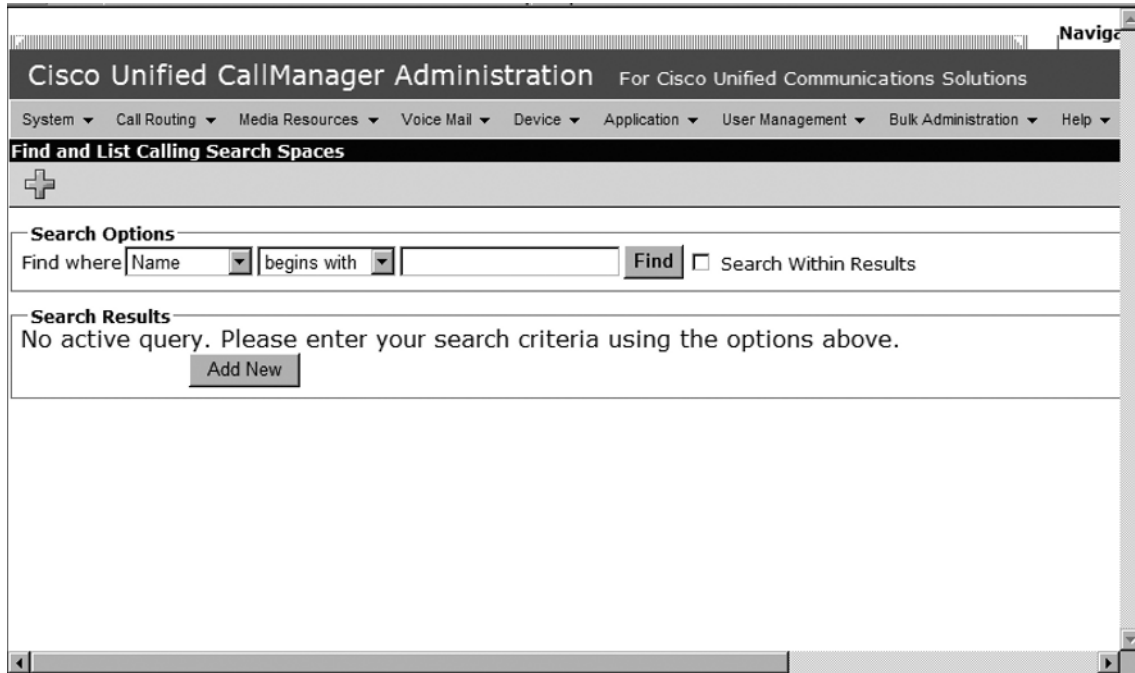 Naviga
Cisco Unified CallManager Administration For Cisco Unified Communications Solutions
System Call Routing Media Resources Voice Mail Device Application User Management Bulk Administration Help
Find and List Calling Search Spaces
Search Options
Find where Name begins with Find Search Within Results
Search Results
No active query. Please enter your search criteria using the options above.
Add New